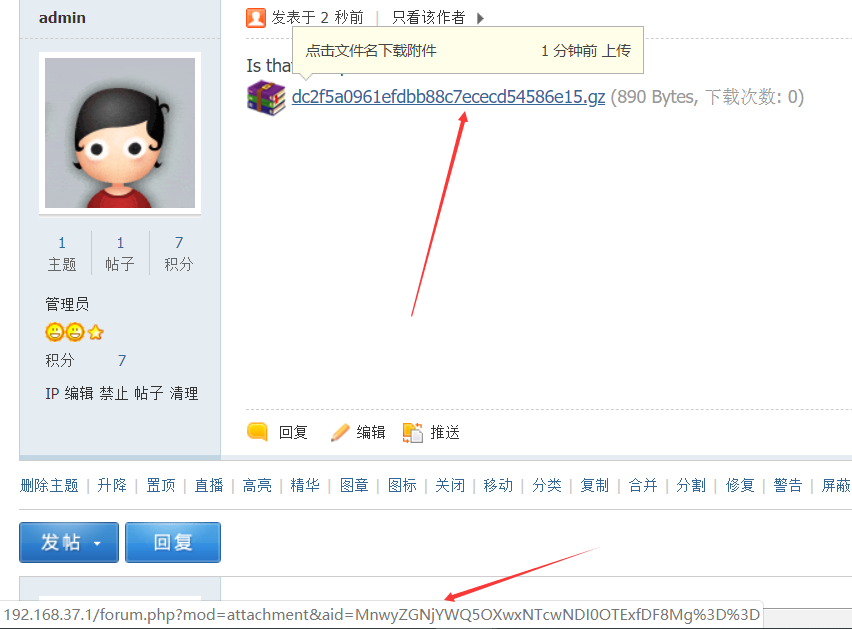 admin
发表于 2 秒前 | 只看该作者
点击文件名下载附件 1 分钟前 上传
Is tha
dc2f5a0961efdbb88c7ececd54586e15.gz (890 Bytes, 下载次数: 0)
1 1 7
主题 帖子 积分
管理员
积分 7
IP 编辑 禁止 帖子 清理
回复 编辑 推送
删除主题 | 升降 | 置顶 | 直播 | 高亮 | 精华 | 图章 | 图标 | 关闭 | 移动 | 分类 | 复制 | 合并 | 分割 | 修复 | 警告 | 屏蔽
发帖 回复
192.168.37.1/forum.php?mod=attachment&aid=MnwyZGNjYWQ5OXwxNTcwNDI0OTExfDF8Mg%3D%3D